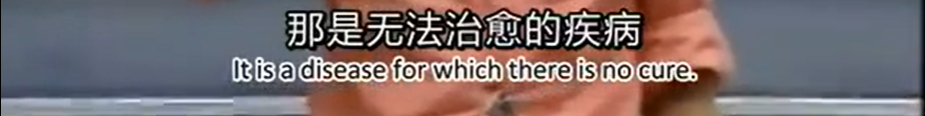 那是无法治愈的疾病
It is a disease for which there is no cure.